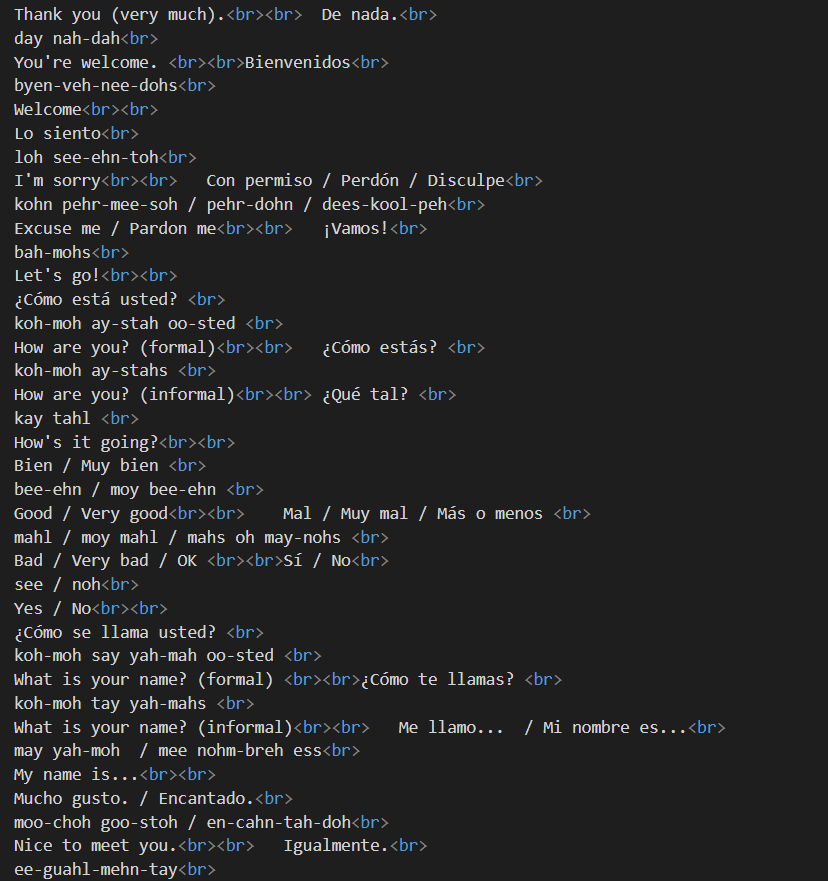 Thank you (very much).<br><br>  De nada.<br>
day nah-dah<br>
You're welcome. <br><br>Bienvenidos<br>
byen-veh-nee-dohs<br>
Welcome<br><br>
Lo siento<br>
loh see-ehn-toh<br>
I'm sorry<br><br>   Con permiso / Perdón / Disculpe<br>
kohn pehr-mee-soh / pehr-dohn / dees-kool-peh<br>
Excuse me / Pardon me<br><br>   ¡Vamos!<br>
bah-mohs<br>
Let's go!<br><br>
¿Cómo está usted? <br>
koh-moh ay-stah oo-sted <br>
How are you? (formal)<br><br>   ¿Cómo estás? <br>
koh-moh ay-stahs <br>
How are you? (informal)<br><br> ¿Qué tal? <br>
kay tahl <br>
How's it going?<br><br>
Bien / Muy bien <br>
bee-ehn / moy bee-ehn <br>
Good / Very good<br><br>    Mal / Muy mal / Más o menos <br>
mahl / moy mahl / mahs oh may-nohs <br>
Bad / Very bad / OK <br><br>Sí / No<br>
see / noh<br>
Yes / No<br><br>
¿Cómo se llama usted? <br>
koh-moh say yah-mah oo-sted <br>
What is your name? (formal) <br><br>¿Cómo te llamas? <br>
koh-moh tay yah-mahs <br>
What is your name? (informal)<br><br>   Me llamo...  / Mi nombre es...<br>
may yah-moh  / mee nohm-breh ess<br>
My name is...<br><br>
Mucho gusto. / Encantado.<br>
moo-choh goo-stoh / en-cahn-tah-doh<br>
Nice to meet you.<br><br>   Igualmente.<br>
ee-guahl-mehn-tay<br>